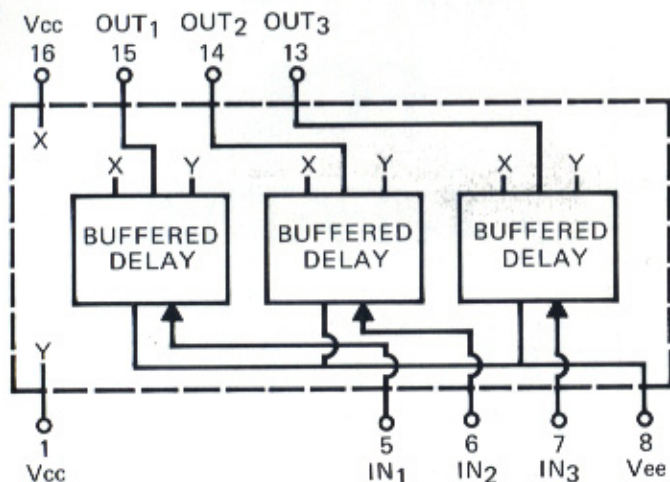 Vcc OUT1 OUT2 OUT3
16 15 14 13
X
X Y X Y X Y
BUFFERED DELAY
BUFFERED DELAY
BUFFERED DELAY
Y
1 5 6 7 8
Vcc IN1 IN2 IN3 Vee